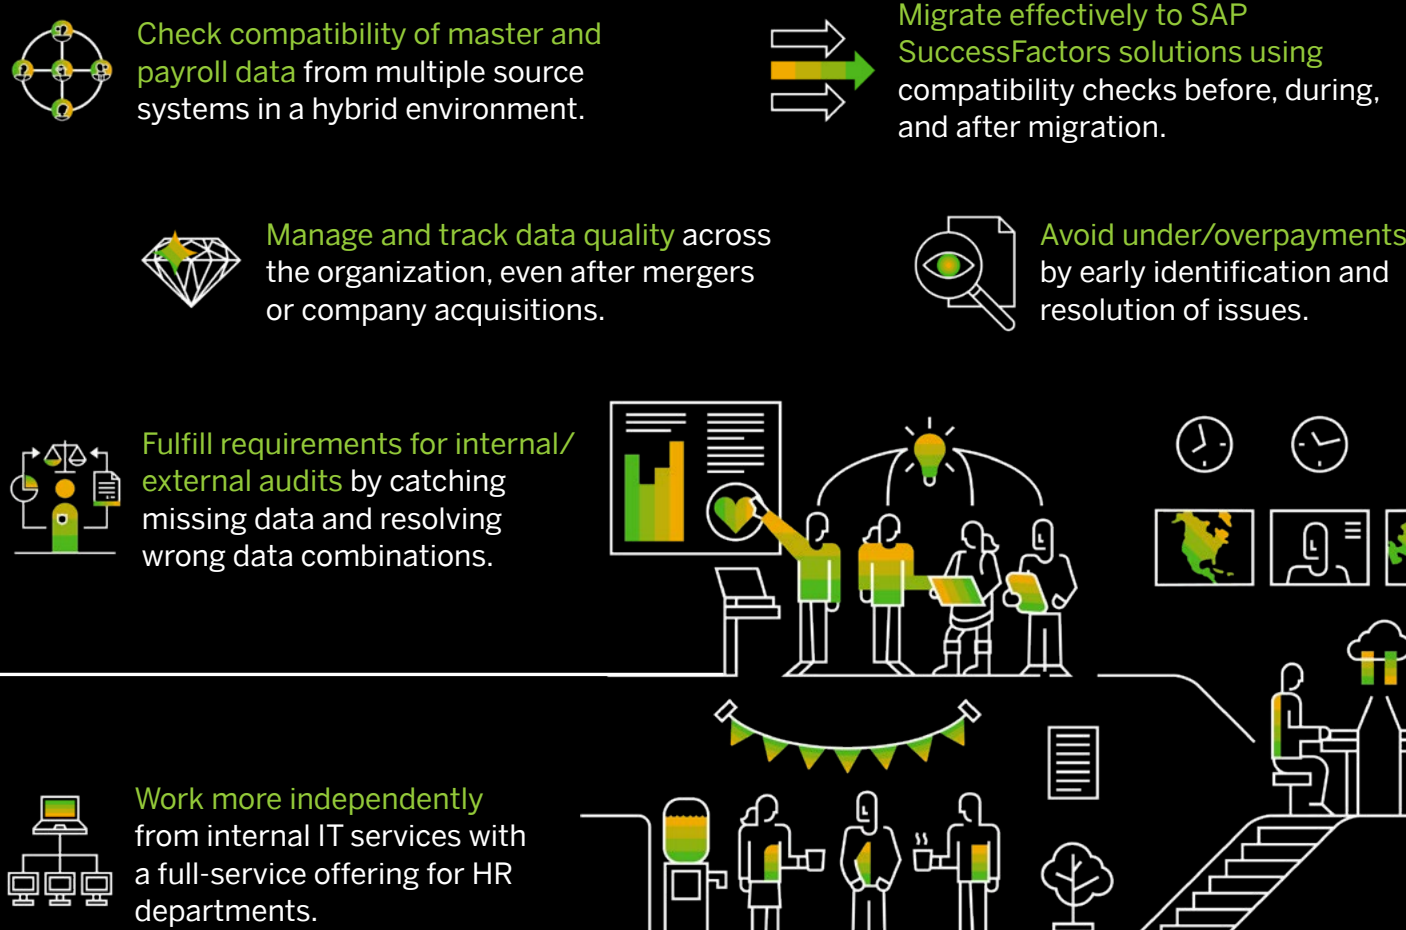 Check compatibility of master and
payroll data from multiple source
systems in a hybrid environment.
Migrate effectively to SAP
SuccessFactors solutions using
compatibility checks before, during,
and after migration.
Manage and track data quality across
the organization, even after mergers
or company acquisitions.
Avoid under/overpayments
by early identification and
resolution of issues.
Fulfill requirements for internal/
external audits by catching
missing data and resolving
wrong data combinations.
Work more independently
from internal IT services with
a full-service offering for HR
departments.